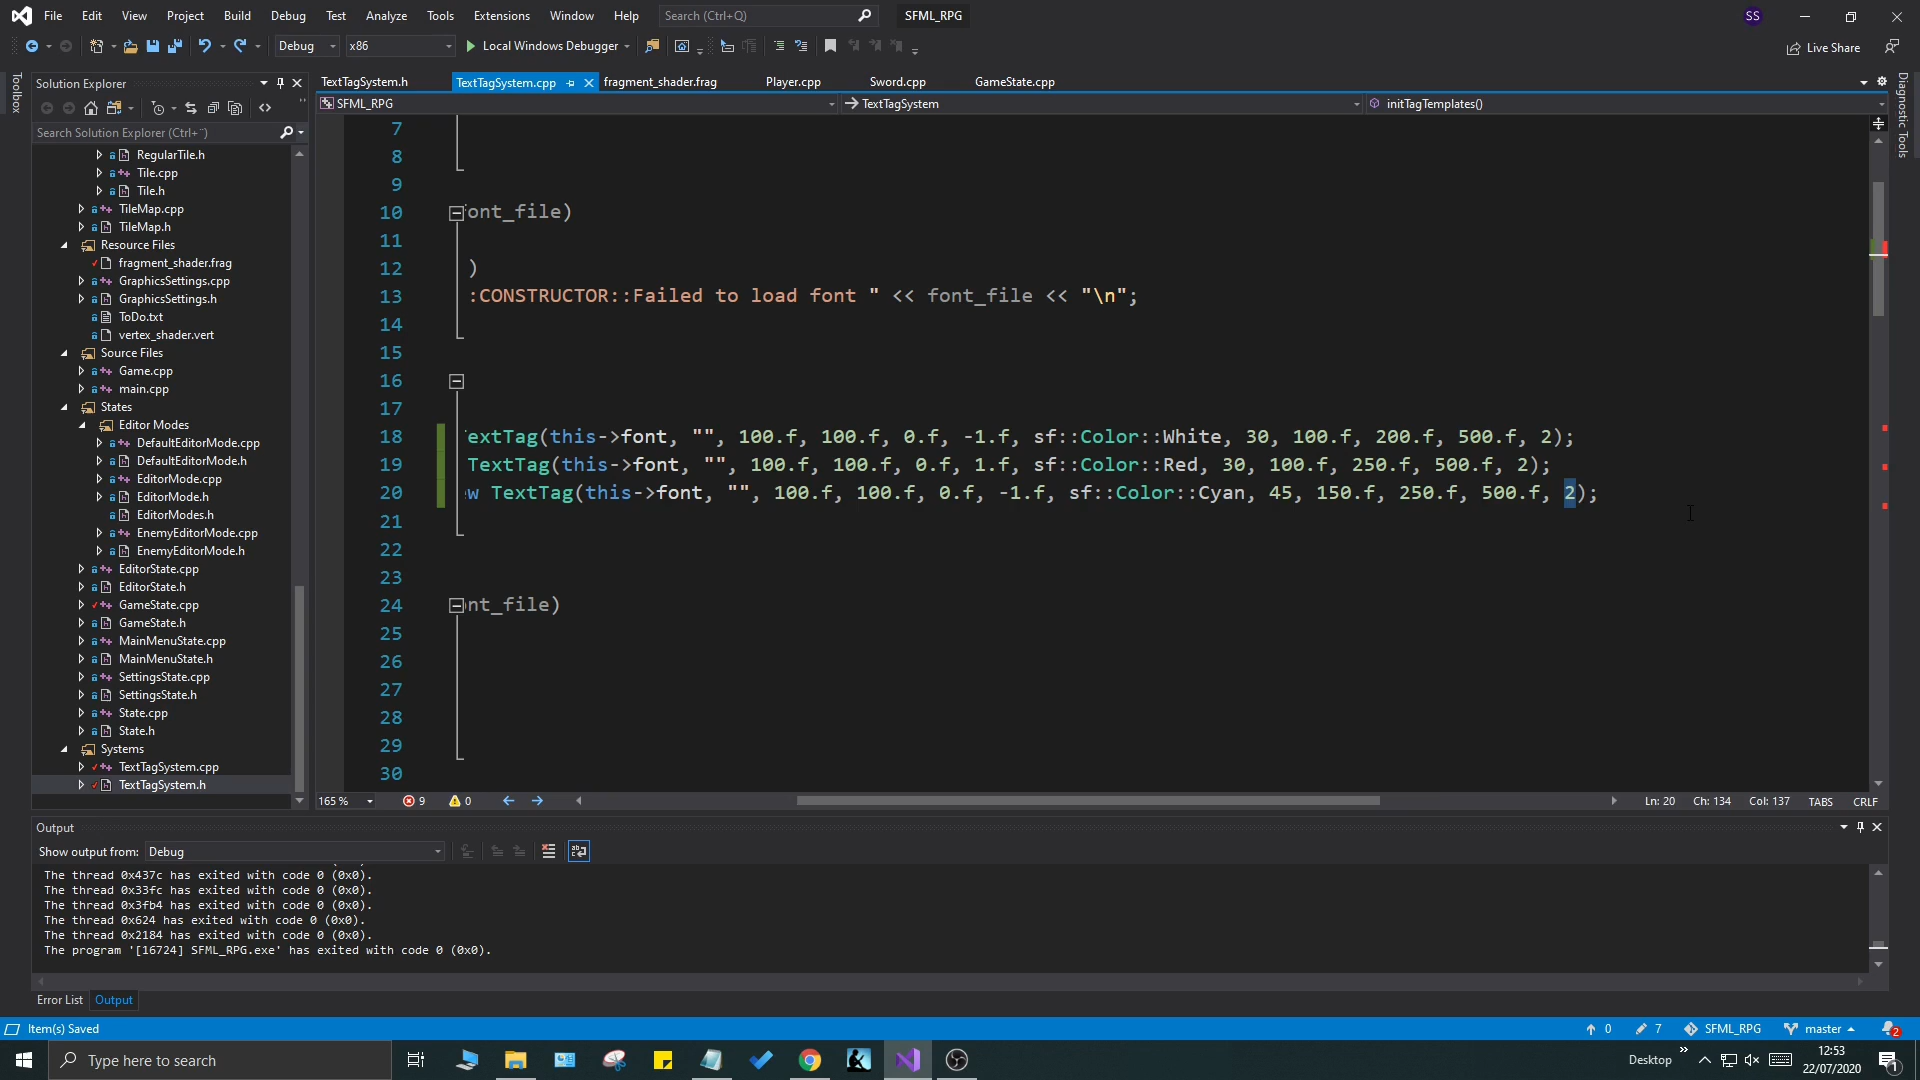 File Edit View Project Build Debug Test Analyze Tools Extensions Window Help Search (Ctrl+Q) SFML_RPG SS
Debug x86 Local Windows Debugger Live Share
Toolbox
Solution Explorer
Search Solution Explorer (Ctrl+¨)
RegularTile.h
Tile.cpp
Tile.h
TileMap.cpp
TileMap.h
Resource Files
fragment_shader.frag
GraphicsSettings.cpp
GraphicsSettings.h
ToDo.txt
vertex_shader.vert
Source Files
Game.cpp
main.cpp
States
Editor Modes
DefaultEditorMode.cpp
DefaultEditorMode.h
EditorMode.cpp
EditorMode.h
EditorModes.h
EnemyEditorMode.cpp
EnemyEditorMode.h
EditorState.cpp
EditorState.h
GameState.cpp
GameState.h
MainMenuState.cpp
MainMenuState.h
SettingsState.cpp
SettingsState.h
State.cpp
State.h
Systems
TextTagSystem.cpp
TextTagSystem.h
TextTagSystem.h TextTagSystem.cpp fragment_shader.frag Player.cpp Sword.cpp GameState.cpp
SFML_RPG TextTagSystem initTagTemplates()
Diagnostic Tools
7
8
9
10 ont_file)
11
12 )
13 :CONSTRUCTOR::Failed to load font " << font_file << "\n";
14
15
16
17
18 TextTag(this->font, "", 100.f, 100.f, 0.f, -1.f, sf::Color::White, 30, 100.f, 200.f, 500.f, 2);
19 TextTag(this->font, "", 100.f, 100.f, 0.f, 1.f, sf::Color::Red, 30, 100.f, 250.f, 500.f, 2);
20 w TextTag(this->font, "", 100.f, 100.f, 0.f, -1.f, sf::Color::Cyan, 45, 150.f, 250.f, 500.f, 2);
21
22
23
24 nt_file)
25
26
27
28
29
30
165 % 9 0 Ln: 20 Ch: 134 Col: 137 TABS CRLF
Output
Show output from: Debug
The thread 0x437c has exited with code 0 (0x0).
The thread 0x33fc has exited with code 0 (0x0).
The thread 0x3fb4 has exited with code 0 (0x0).
The thread 0x624 has exited with code 0 (0x0).
The thread 0x2184 has exited with code 0 (0x0).
The program '[16724] SFML_RPG.exe' has exited with code 0 (0x0).
Error List Output
Item(s) Saved 0 7 SFML_RPG master 2
Type here to search Desktop 12:53
22/07/2020 1